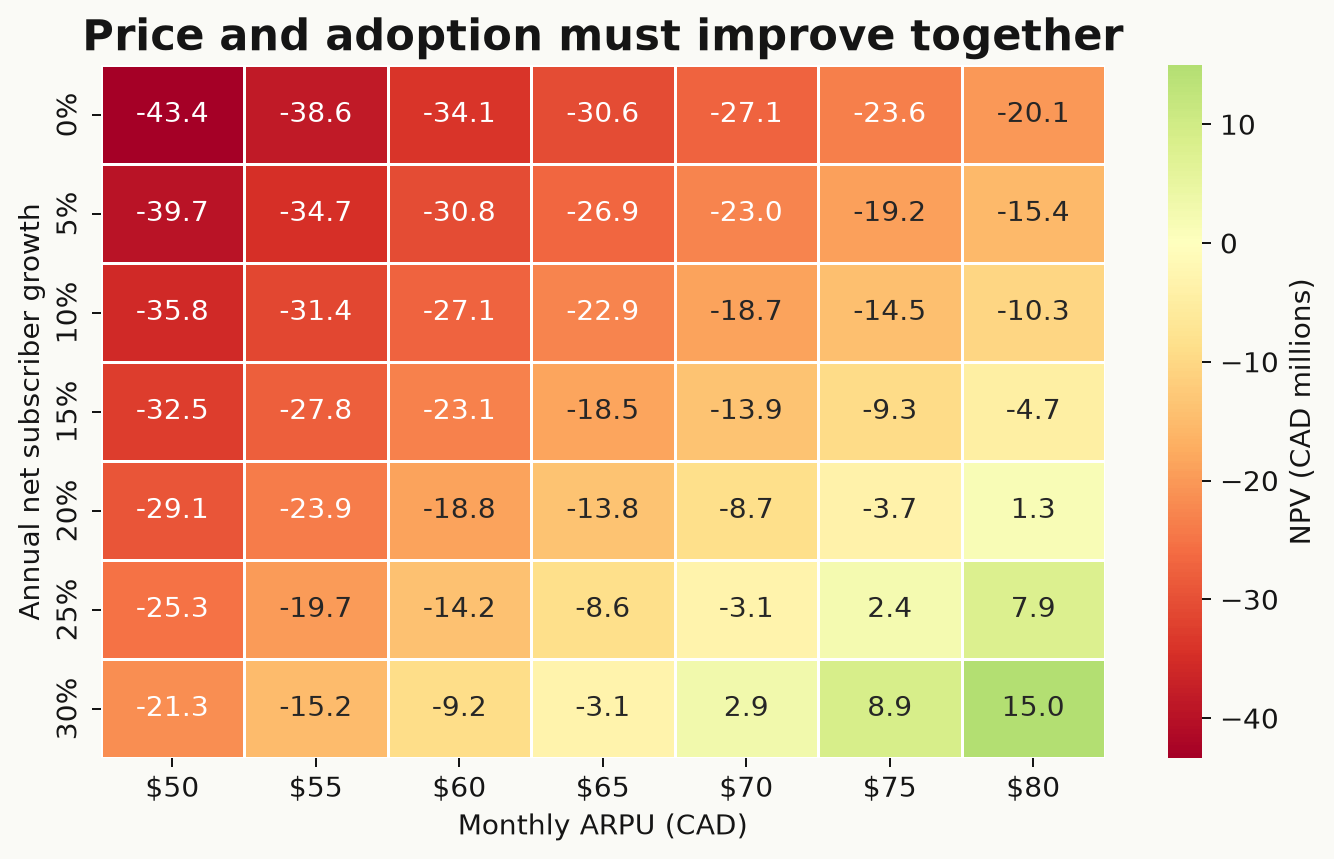 Price and adoption must improve together
Annual net subscriber growth
0% -43.4 -38.6 -34.1 -30.6 -27.1 -23.6 -20.1
5% -39.7 -34.7 -30.8 -26.9 -23.0 -19.2 -15.4
10% -35.8 -31.4 -27.1 -22.9 -18.7 -14.5 -10.3
15% -32.5 -27.8 -23.1 -18.5 -13.9 -9.3 -4.7
20% -29.1 -23.9 -18.8 -13.8 -8.7 -3.7 1.3
25% -25.3 -19.7 -14.2 -8.6 -3.1 2.4 7.9
30% -21.3 -15.2 -9.2 -3.1 2.9 8.9 15.0
$50 $55 $60 $65 $70 $75 $80
Monthly ARPU (CAD)
10
0
−10
−20
−30
−40
NPV (CAD millions)